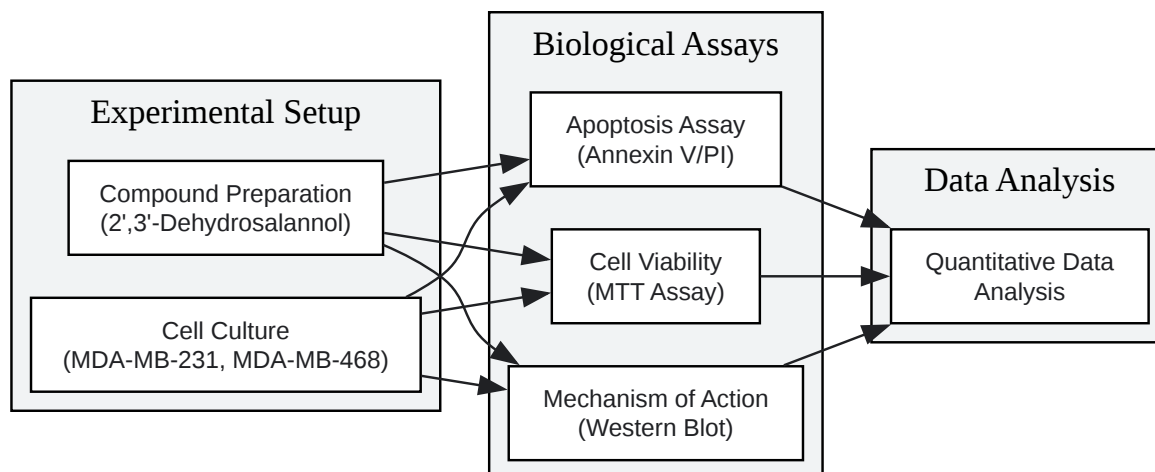 Experimental Setup
Compound Preparation
(2',3'-Dehydrosalannol)
Cell Culture
(MDA-MB-231, MDA-MB-468)
Biological Assays
Apoptosis Assay
(Annexin V/PI)
Cell Viability
(MTT Assay)
Mechanism of Action
(Western Blot)
Data Analysis
Quantitative Data
Analysis